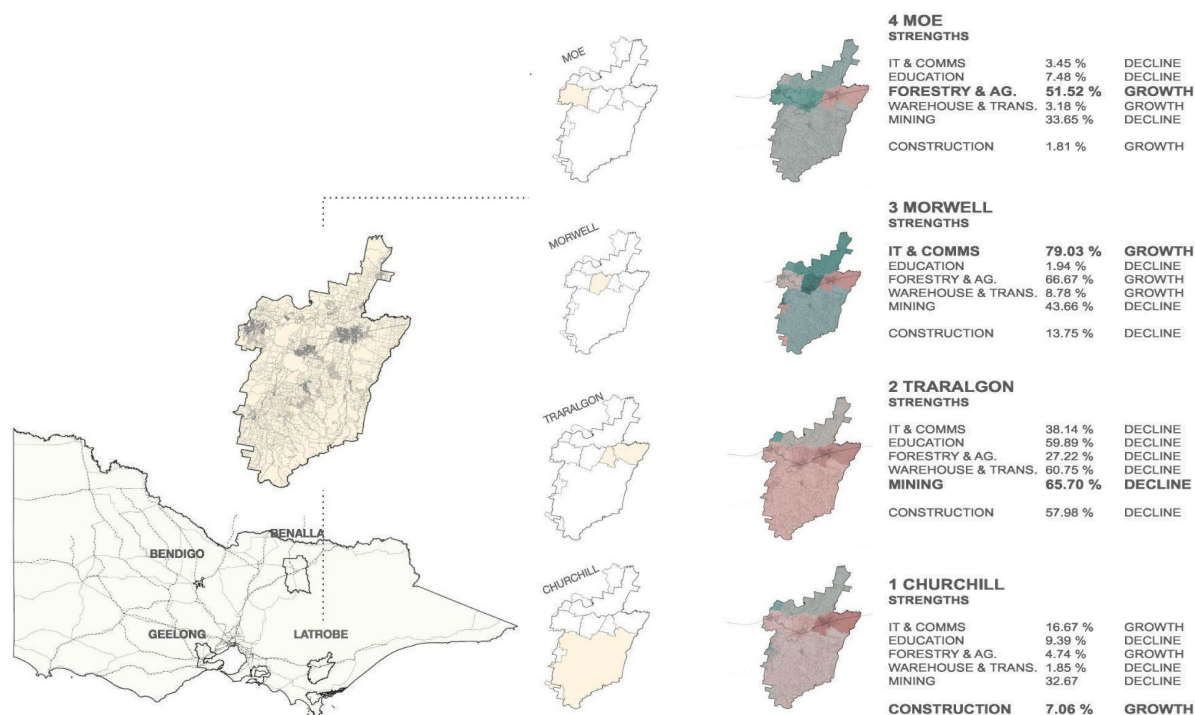 BENALLA
BENDIGO
GEELONG
LATROBE
MOE
4 MOE
STRENGTHS
IT & COMMS 3.45 % DECLINE
EDUCATION 7.48 % DECLINE
FORESTRY & AG. 51.52 % GROWTH
WAREHOUSE & TRANS. 3.18 % GROWTH
MINING 33.65 % DECLINE
CONSTRUCTION 1.81 % GROWTH
MORWELL
3 MORWELL
STRENGTHS
IT & COMMS 79.03 % GROWTH
EDUCATION 1.94 % DECLINE
FORESTRY & AG. 66.67 % GROWTH
WAREHOUSE & TRANS. 8.78 % GROWTH
MINING 43.66 % DECLINE
CONSTRUCTION 13.75 % DECLINE
TRARALGON
2 TRARALGON
STRENGTHS
IT & COMMS 38.14 % DECLINE
EDUCATION 59.89 % DECLINE
FORESTRY & AG. 27.22 % DECLINE
WAREHOUSE & TRANS. 60.75 % DECLINE
MINING 65.70 % DECLINE
CONSTRUCTION 57.98 % DECLINE
CHURCHILL
1 CHURCHILL
STRENGTHS
IT & COMMS 16.67 % GROWTH
EDUCATION 9.39 % DECLINE
FORESTRY & AG. 4.74 % GROWTH
WAREHOUSE & TRANS. 1.85 % DECLINE
MINING 32.67 DECLINE
CONSTRUCTION 7.06 % GROWTH